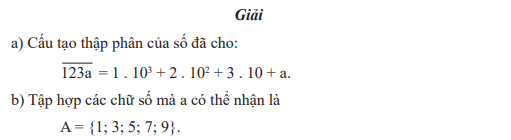 Giải
a) Cấu tạo thập phân của số đã cho:
$\overline{123a}$ = 1 . 10³ + 2 . 10² + 3 . 10 + a.
b) Tập hợp các chữ số mà a có thể nhận là
A = {1; 3; 5; 7; 9}.